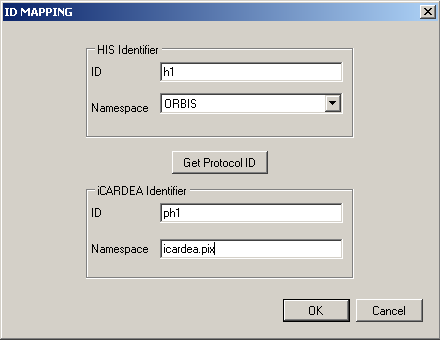 ID MAPPING
HIS Identifier
ID h1
Namespace ORBIS
Get Protocol ID
iCARDEA Identifier
ID ph1
Namespace icardea.pix
OK Cancel